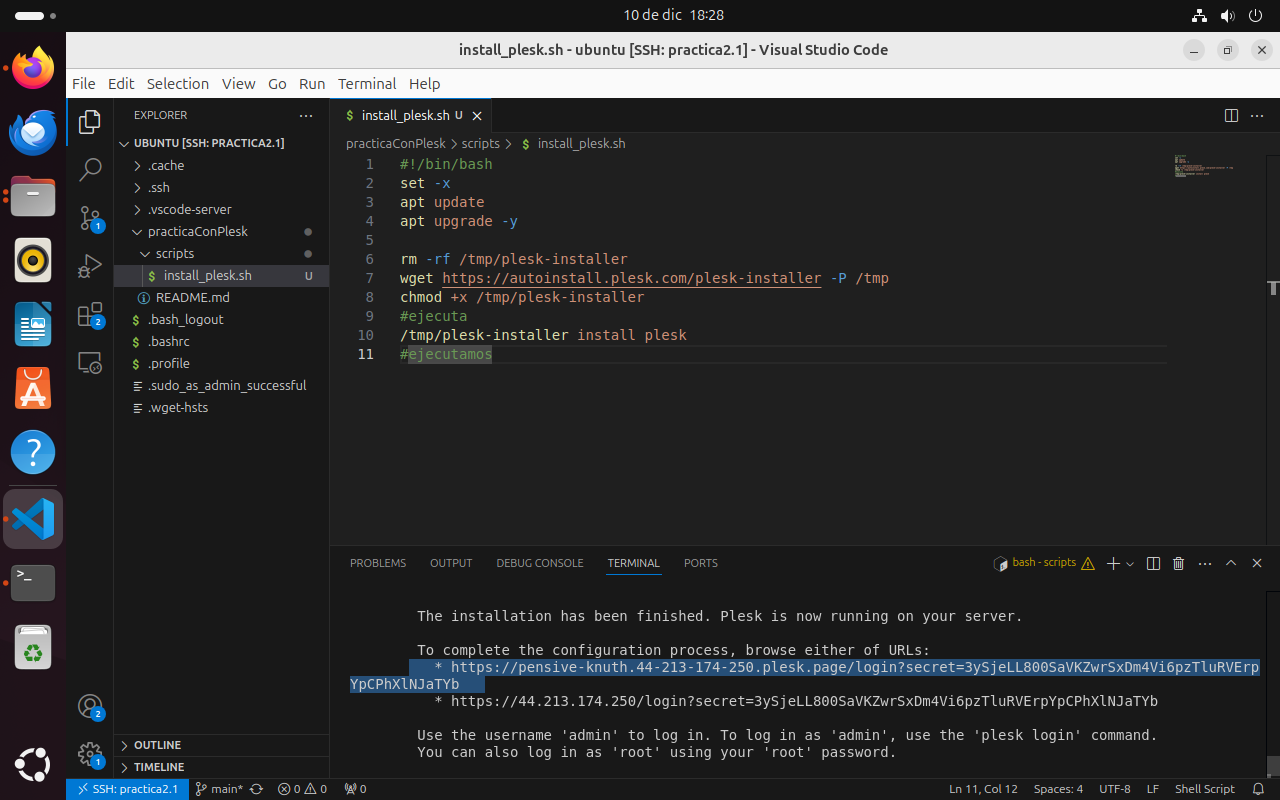 10 de dic 18:28
install_plesk.sh - ubuntu [SSH: practica2.1] - Visual Studio Code
File Edit Selection View Go Run Terminal Help
EXPLORER
UBUNTU [SSH: PRACTICA2.1]
.cache
.ssh
.vscode-server
practicaConPlesk
scripts
install_plesk.sh U
README.md
.bash_logout
.bashrc
.profile
.sudo_as_admin_successful
.wget-hsts
OUTLINE
TIMELINE
1
2
2
1
install_plesk.sh U
practicaConPlesk > scripts > $ install_plesk.sh
1 #!/bin/bash
2 set -x
3 apt update
4 apt upgrade -y
5
6 rm -rf /tmp/plesk-installer
7 wget https://autoinstall.plesk.com/plesk-installer -P /tmp
8 chmod +x /tmp/plesk-installer
9 #ejecuta
10 /tmp/plesk-installer install plesk
11 #ejecutamos
PROBLEMS OUTPUT DEBUG CONSOLE TERMINAL PORTS
bash - scripts
The installation has been finished. Plesk is now running on your server.
To complete the configuration process, browse either of URLs:
* https://pensive-knuth.44-213-174-250.plesk.page/login?secret=3ySjeLL800SaVKZwrSxDm4Vi6pzTluRVErp
YpCPhXlNJaTYb
* https://44.213.174.250/login?secret=3ySjeLL800SaVKZwrSxDm4Vi6pzTluRVErpYpCPhXlNJaTYb
Use the username 'admin' to log in. To log in as 'admin', use the 'plesk login' command.
You can also log in as 'root' using your 'root' password.
SSH: practica2.1 main* 0 0 0 Ln 11, Col 12 Spaces: 4 UTF-8 LF Shell Script